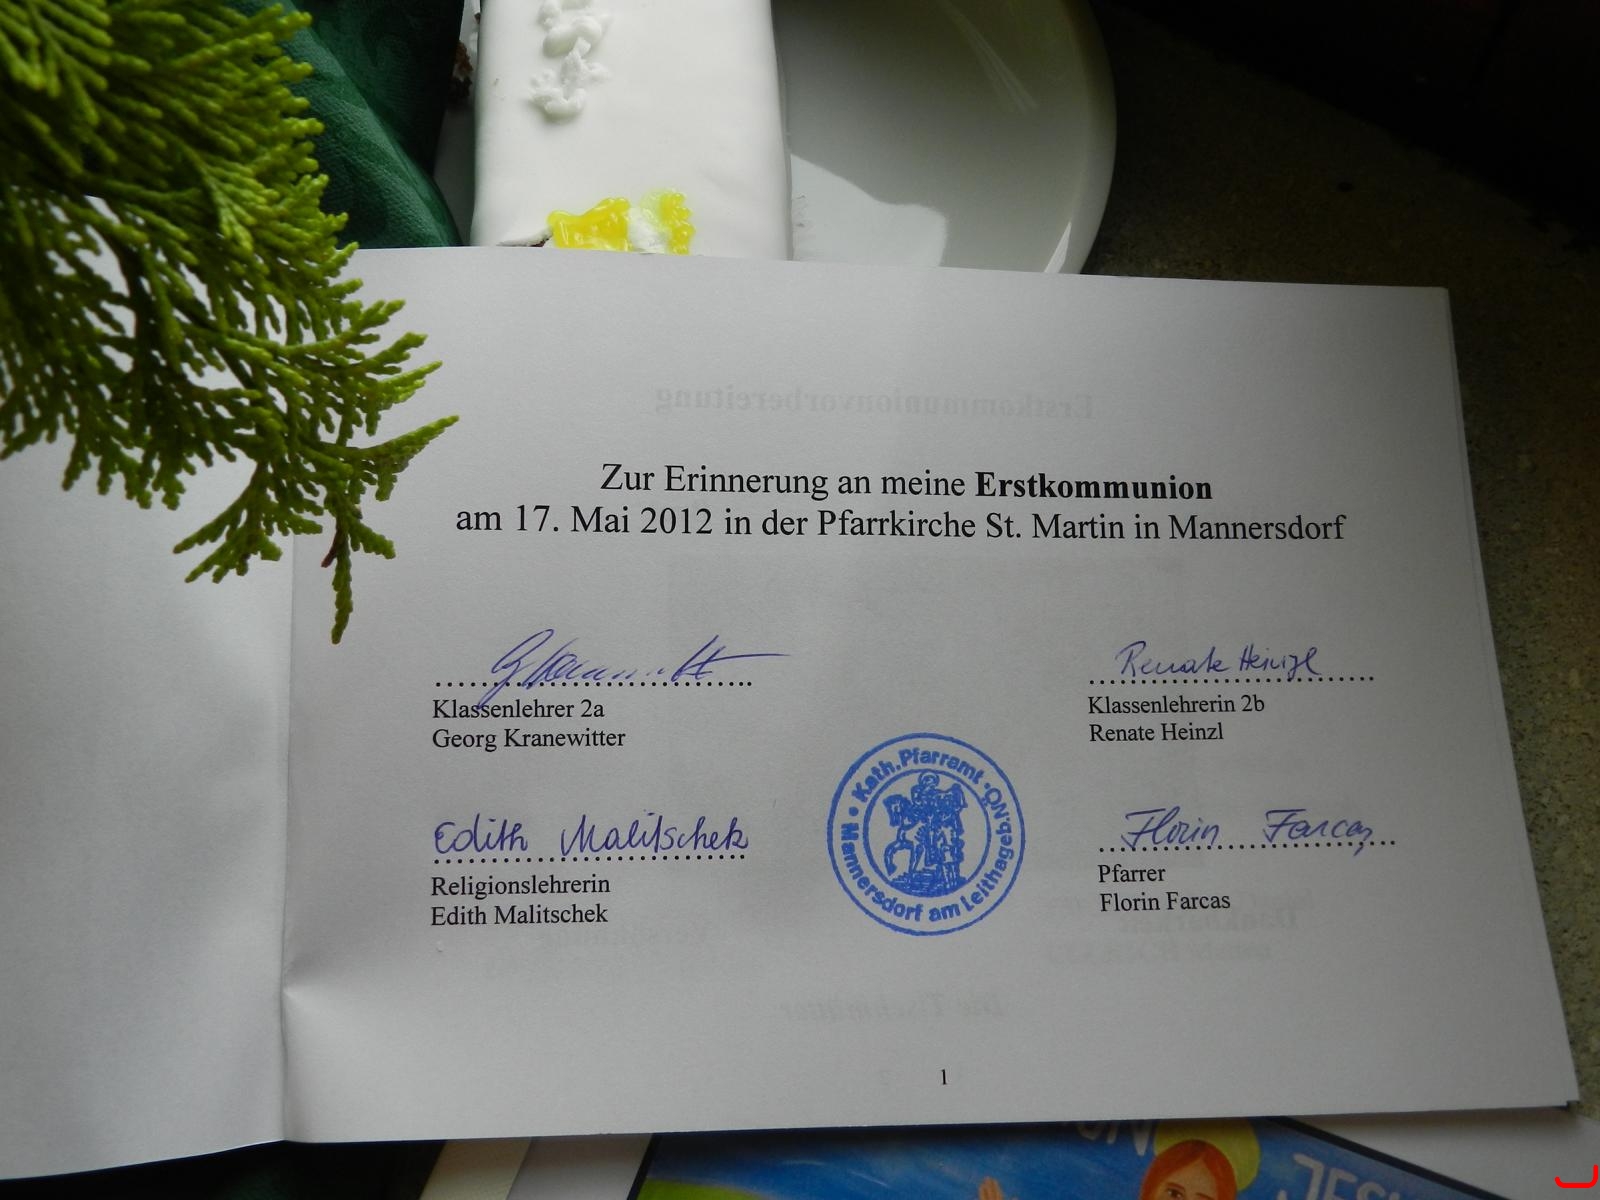 Zur Erinnerung an meine Erstkommunion
am 17. Mai 2012 in der Pfarrkirche St. Martin in Mannersdorf
Klassenlehrer 2a
Georg Kranewitter
Renate Heinzl
Klassenlehrerin 2b
Renate Heinzl
Edith Malitschek
Religionslehrerin
Edith Malitschek
Kath. Pfarramt · Mannersdorf am Leithageb. NÖ ·
Florin Farcas
Pfarrer
Florin Farcas
1